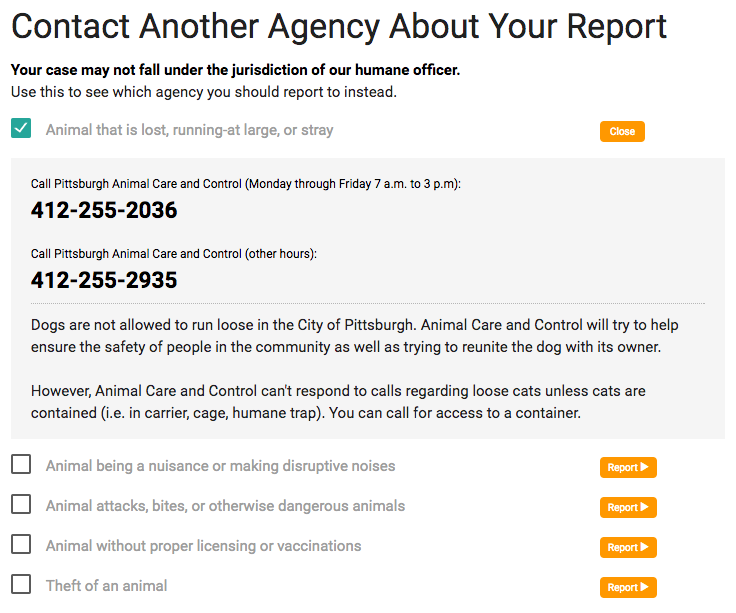 Contact Another Agency About Your Report
Your case may not fall under the jurisdiction of our humane officer.
Use this to see which agency you should report to instead.
Animal that is lost, running-at large, or stray
Close
Call Pittsburgh Animal Care and Control (Monday through Friday 7 a.m. to 3 p.m):
412-255-2036
Call Pittsburgh Animal Care and Control (other hours):
412-255-2935
Dogs are not allowed to run loose in the City of Pittsburgh. Animal Care and Control will try to help
ensure the safety of people in the community as well as trying to reunite the dog with its owner.
However, Animal Care and Control can't respond to calls regarding loose cats unless cats are
contained (i.e. in carrier, cage, humane trap). You can call for access to a container.
Animal being a nuisance or making disruptive noises
Report
Animal attacks, bites, or otherwise dangerous animals
Report
Animal without proper licensing or vaccinations
Report
Theft of an animal
Report